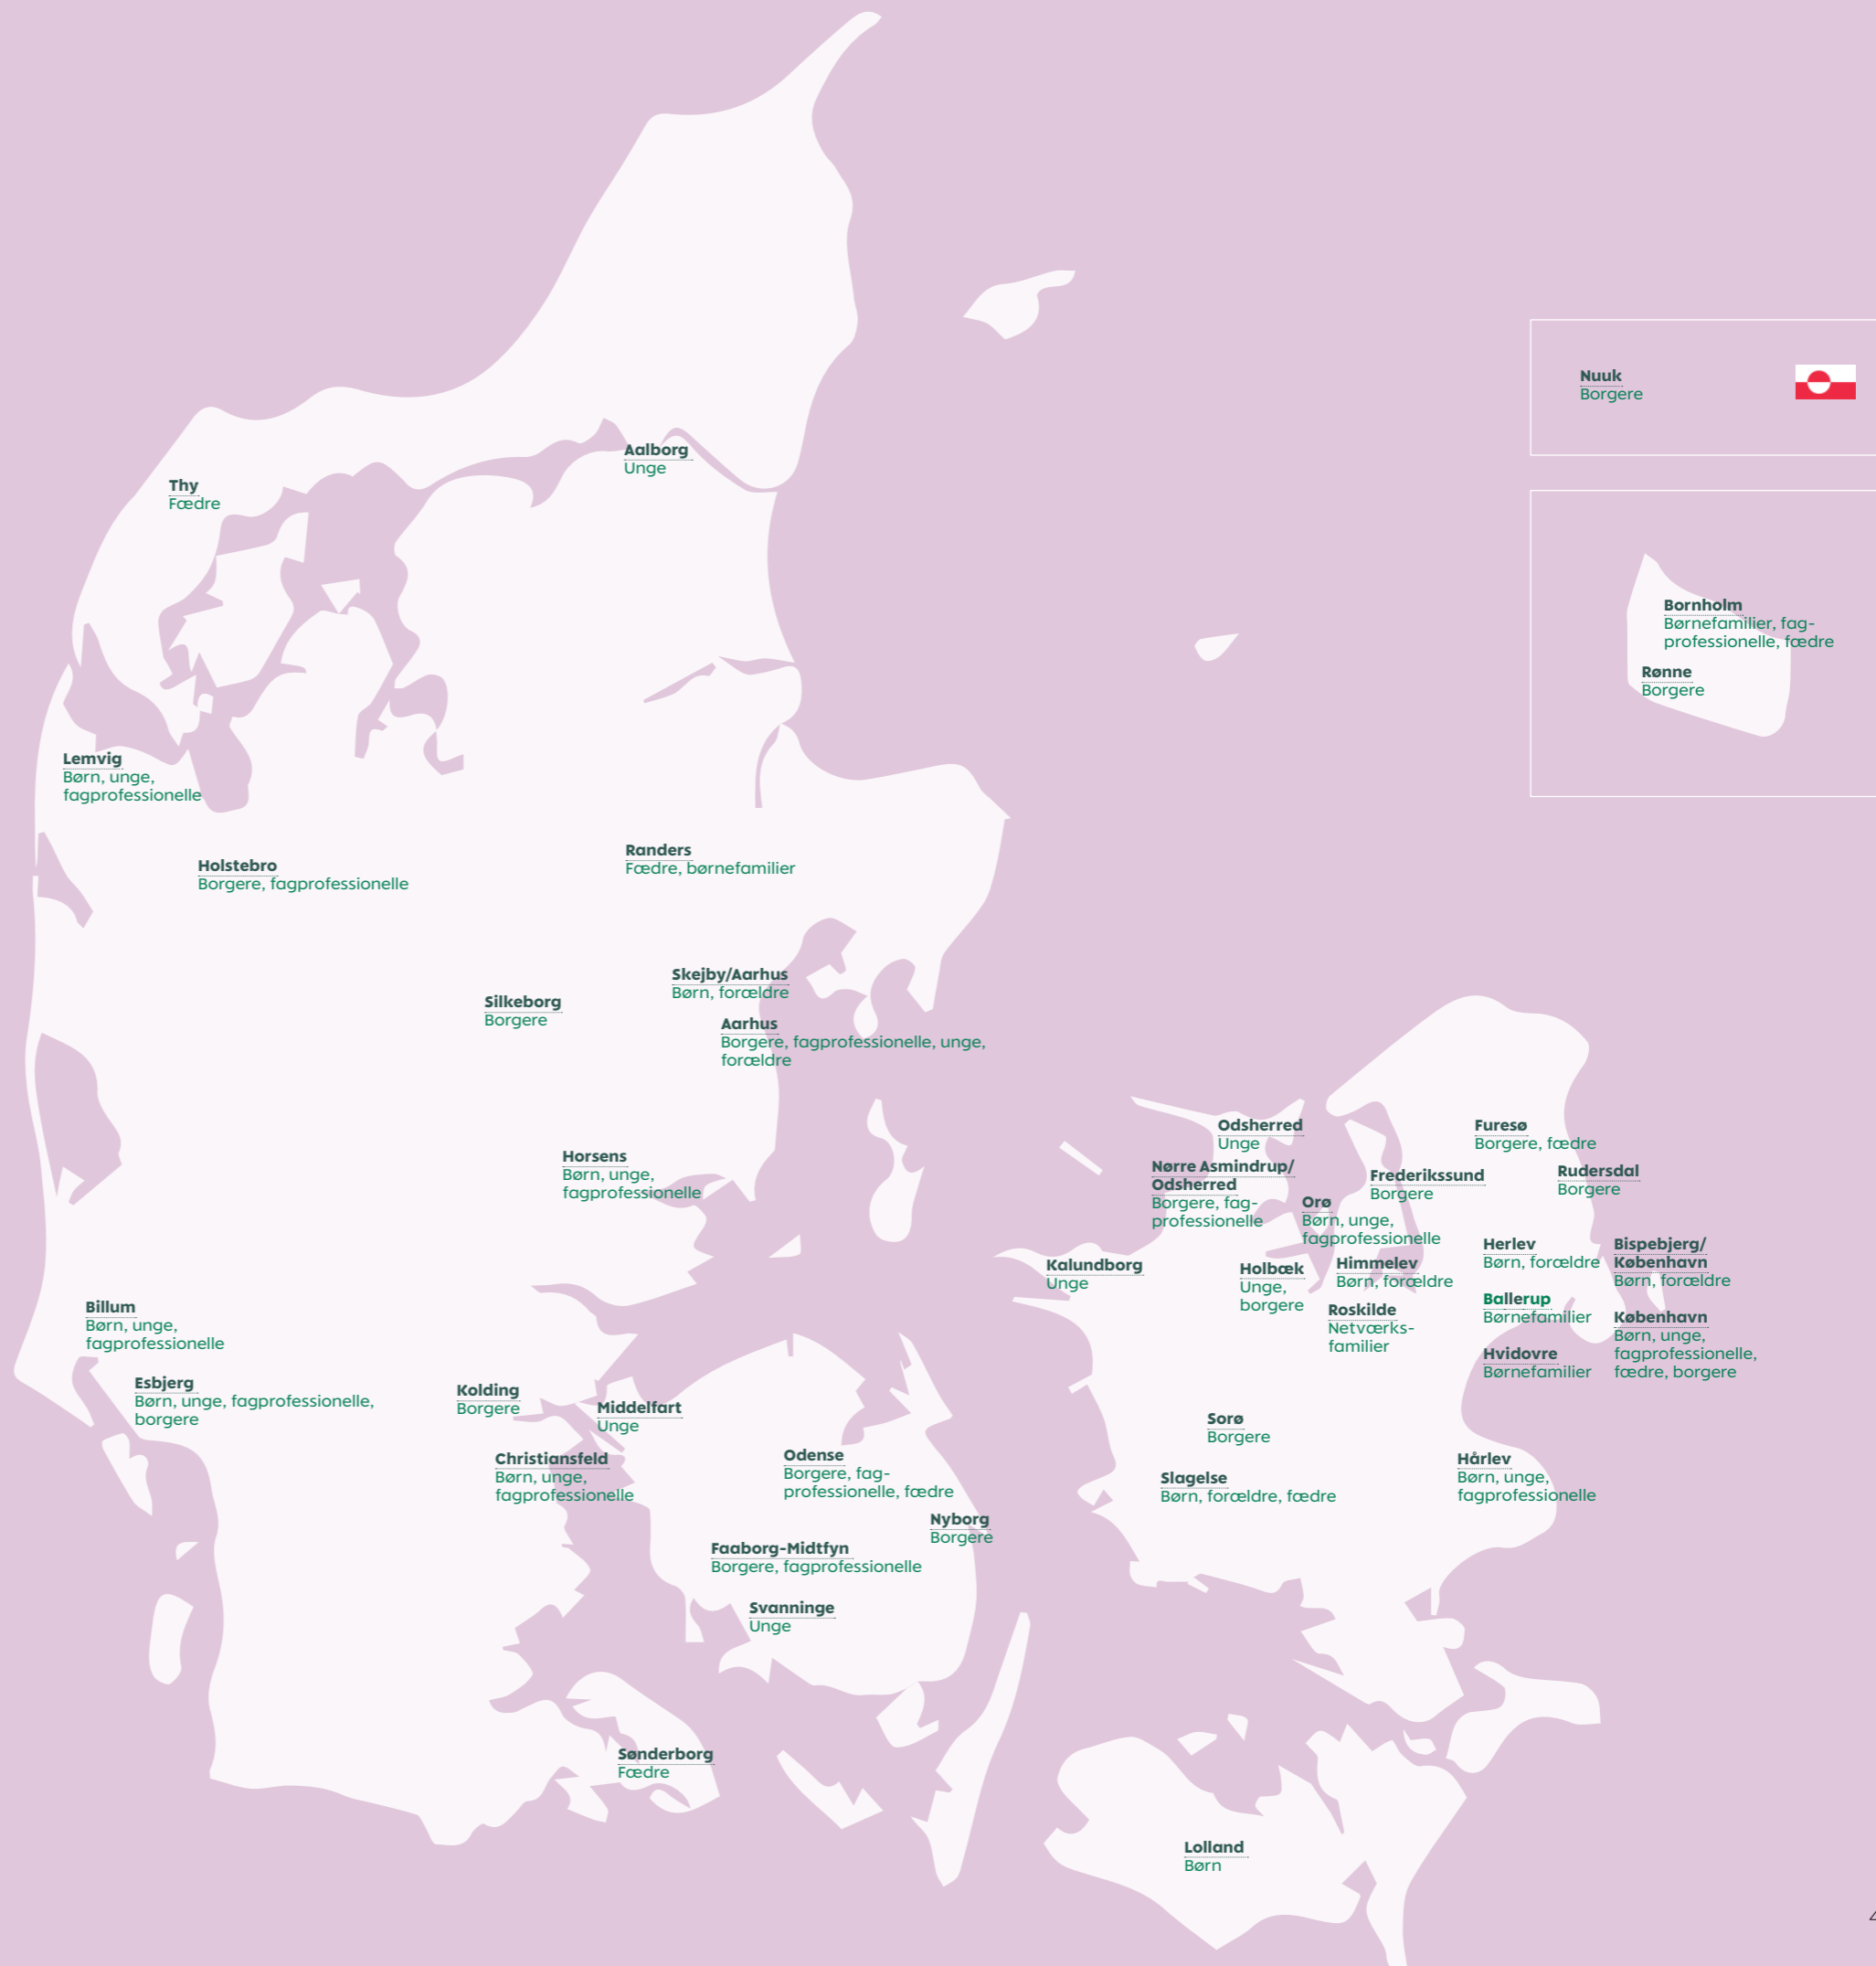 Nuuk
Borgere
Aalborg
Unge
Thy
Fædre
Bornholm
Børnefamilier, fag-
professionelle, fædre
Rønne
Borgere
Lemvig
Børn, unge,
fagprofessionelle
Holstebro
Borgere, fagprofessionelle
Randers
Fædre, børnefamilier
Skejby/Aarhus
Børn, forældre
Silkeborg
Borgere
Aarhus
Borgere, fagprofessionelle, unge,
forældre
Horsens
Børn, unge,
fagprofessionelle
Odsherred
Unge
Nørre Asmindrup/
Odsherred
Borgere, fag-
professionelle
Furesø
Borgere, fædre
Frederikssund
Borgere
Rudersdal
Borgere
Orø
Børn, unge,
fagprofessionelle
Kalundborg
Unge
Holbæk
Unge,
borgere
Himmelev
Børn, forældre
Roskilde
Netværks-
familier
Herlev
Børn, forældre
Bispebjerg/
København
Børn, forældre
Ballerup
Børnefamilier
København
Børn, unge,
fagprofessionelle,
fædre, borgere
Hvidovre
Børnefamilier
Billum
Børn, unge,
fagprofessionelle
Esbjerg
Børn, unge, fagprofessionelle,
borgere
Kolding
Borgere
Middelfart
Unge
Christiansfeld
Børn, unge,
fagprofessionelle
Odense
Borgere, fag-
professionelle, fædre
Nyborg
Borgere
Faaborg-Midtfyn
Borgere, fagprofessionelle
Svanninge
Unge
Sorø
Borgere
Slagelse
Børn, forældre, fædre
Hårlev
Børn, unge,
fagprofessionelle
Sønderborg
Fædre
Lolland
Børn